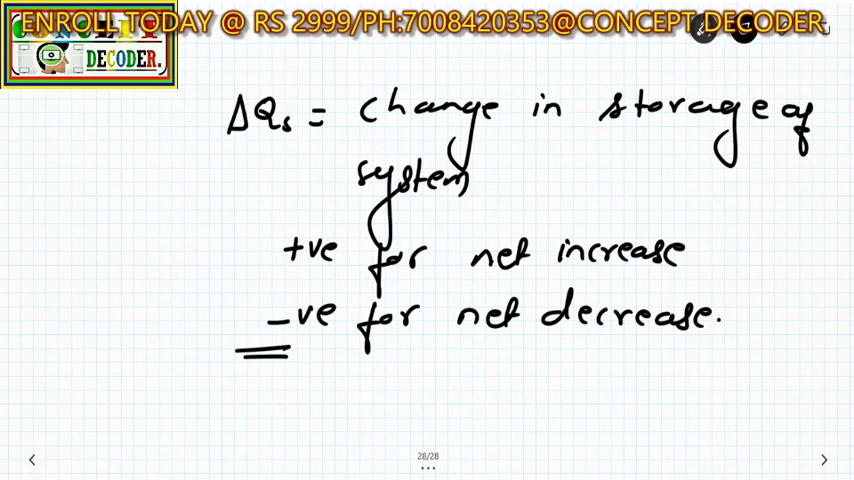 ENROLL TODAY @ RS 2999/PH:7008420353@CONCEPT DECODER
DECODER.
ΔQs = change in storage of
system
+ve for net increase
-ve for net decrease.
28/28